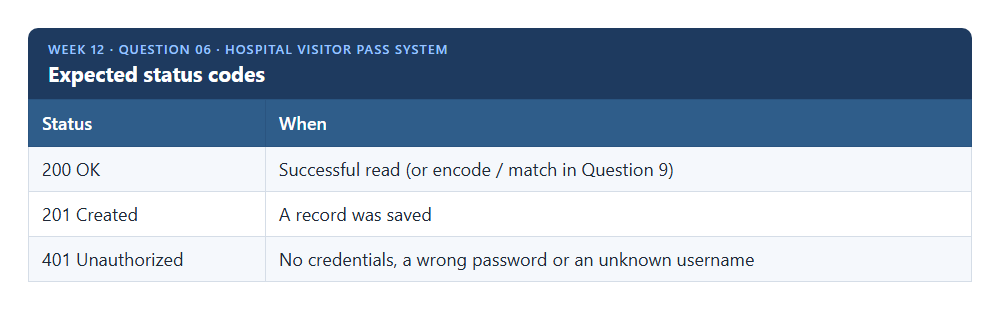 WEEK 12 · QUESTION 06 · HOSPITAL VISITOR PASS SYSTEM
Expected status codes
Status When
200 OK Successful read (or encode / match in Question 9)
201 Created A record was saved
401 Unauthorized No credentials, a wrong password or an unknown username